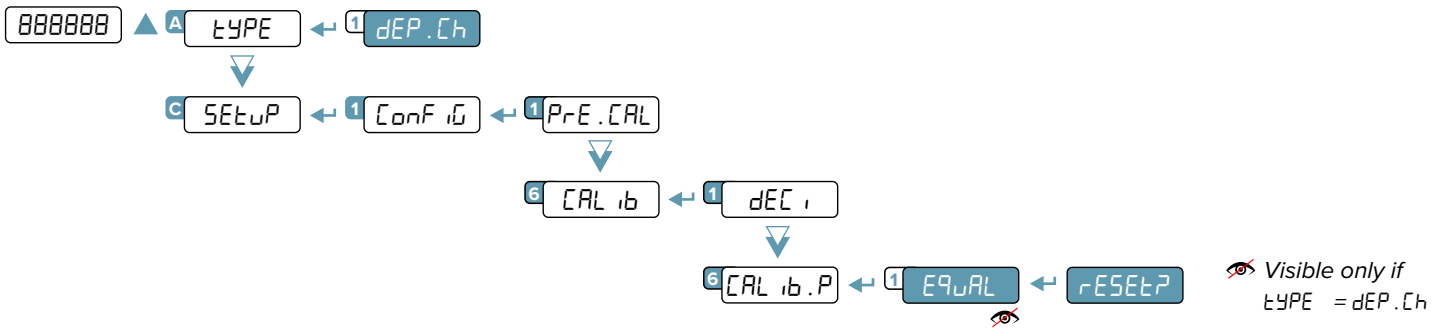 888888 A tYPE 1 dEP.Ch
C SEtuP 1 ConFiG 1 PrE.CAL
6 CALib 1 dECi
6 CALib.P 1 EquAL rESEt?
Visible only if
tYPE = dEP.Ch